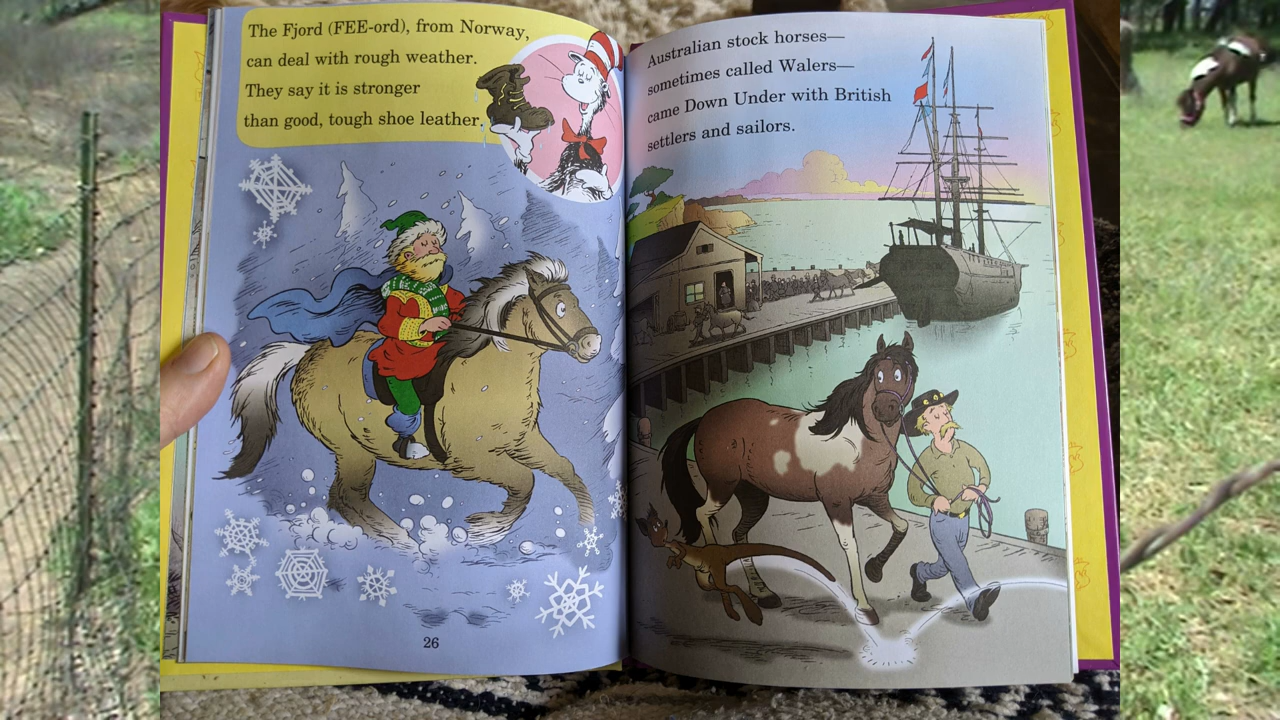 The Fjord (FEE-ord), from Norway,
can deal with rough weather.
They say it is stronger
than good, tough shoe leather.
26
Australian stock horses—
sometimes called Walers—
came Down Under with British
settlers and sailors.